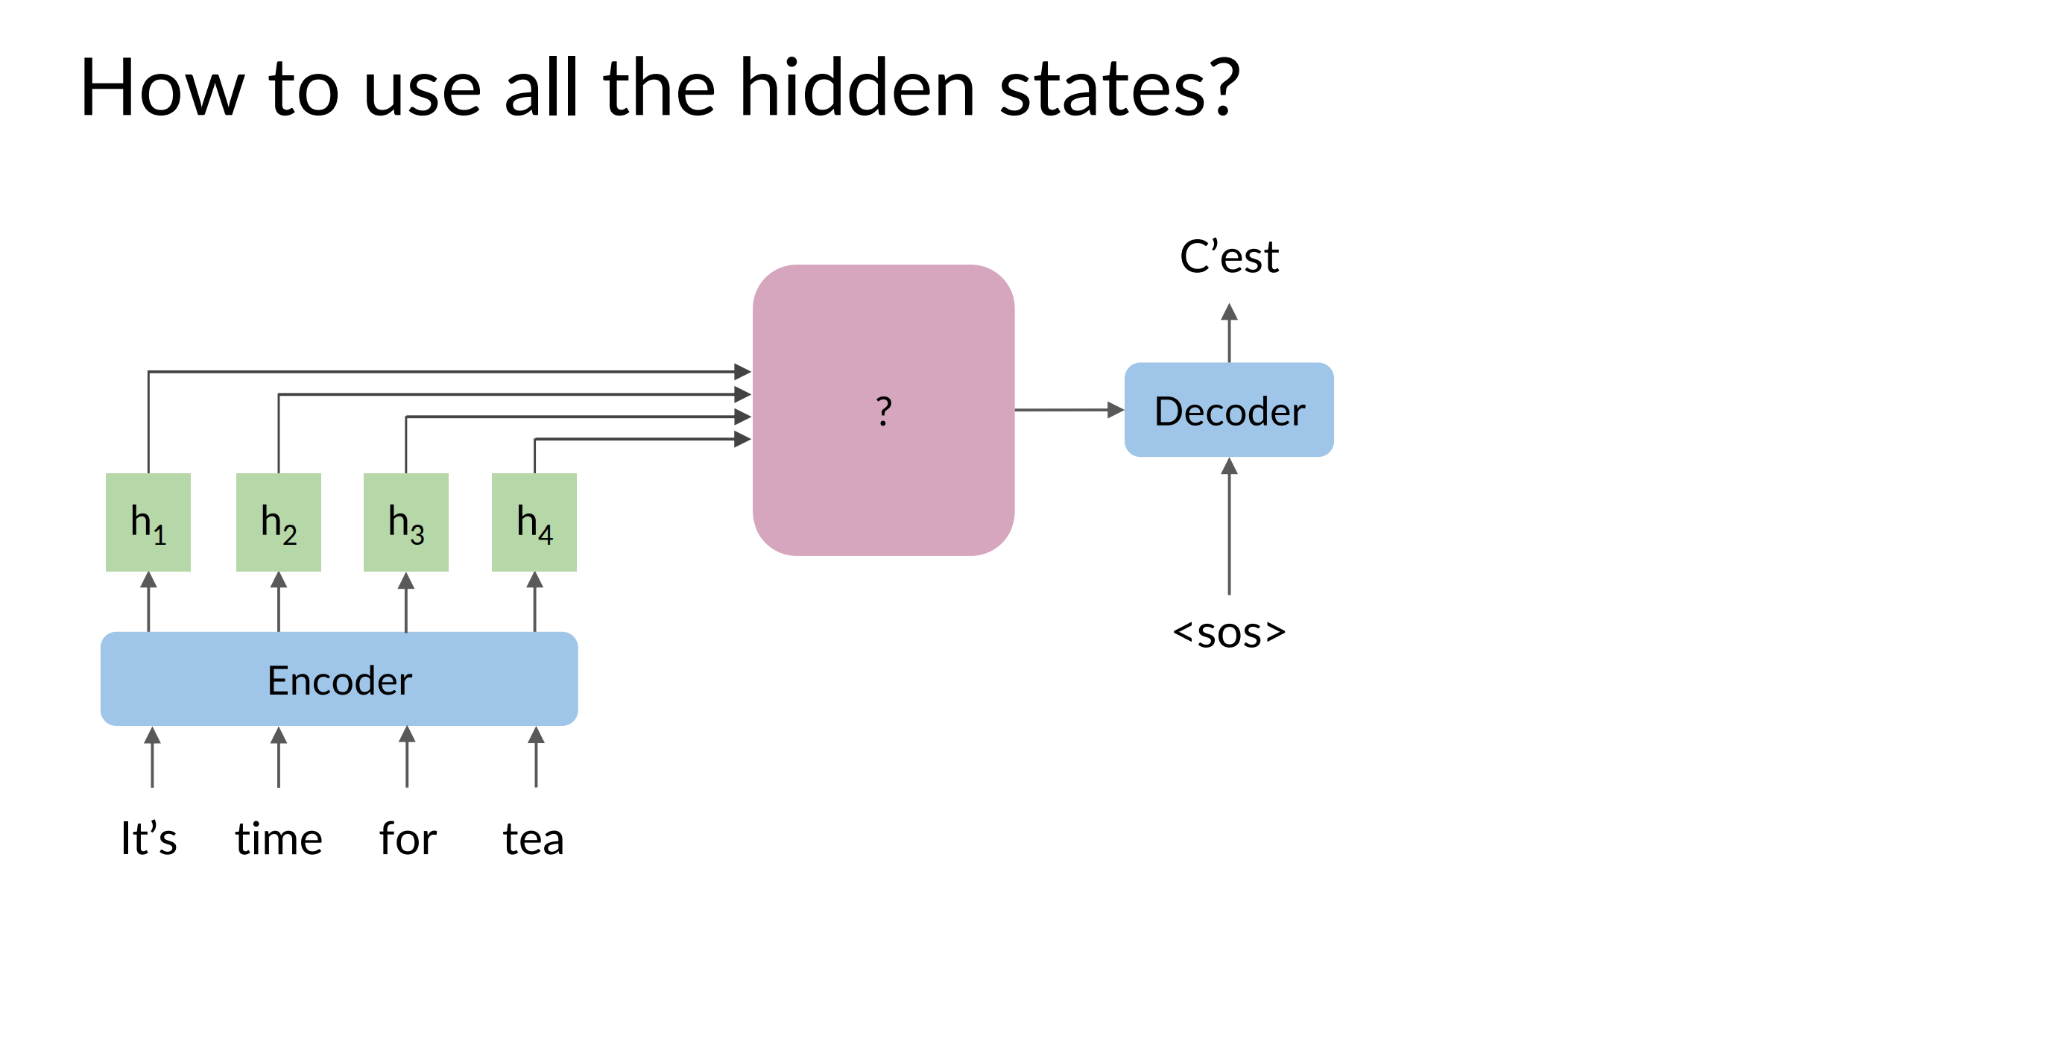 How to use all the hidden states?
C’est
?
Decoder
h1 h2 h3 h4
<sos>
Encoder
It’s time for tea